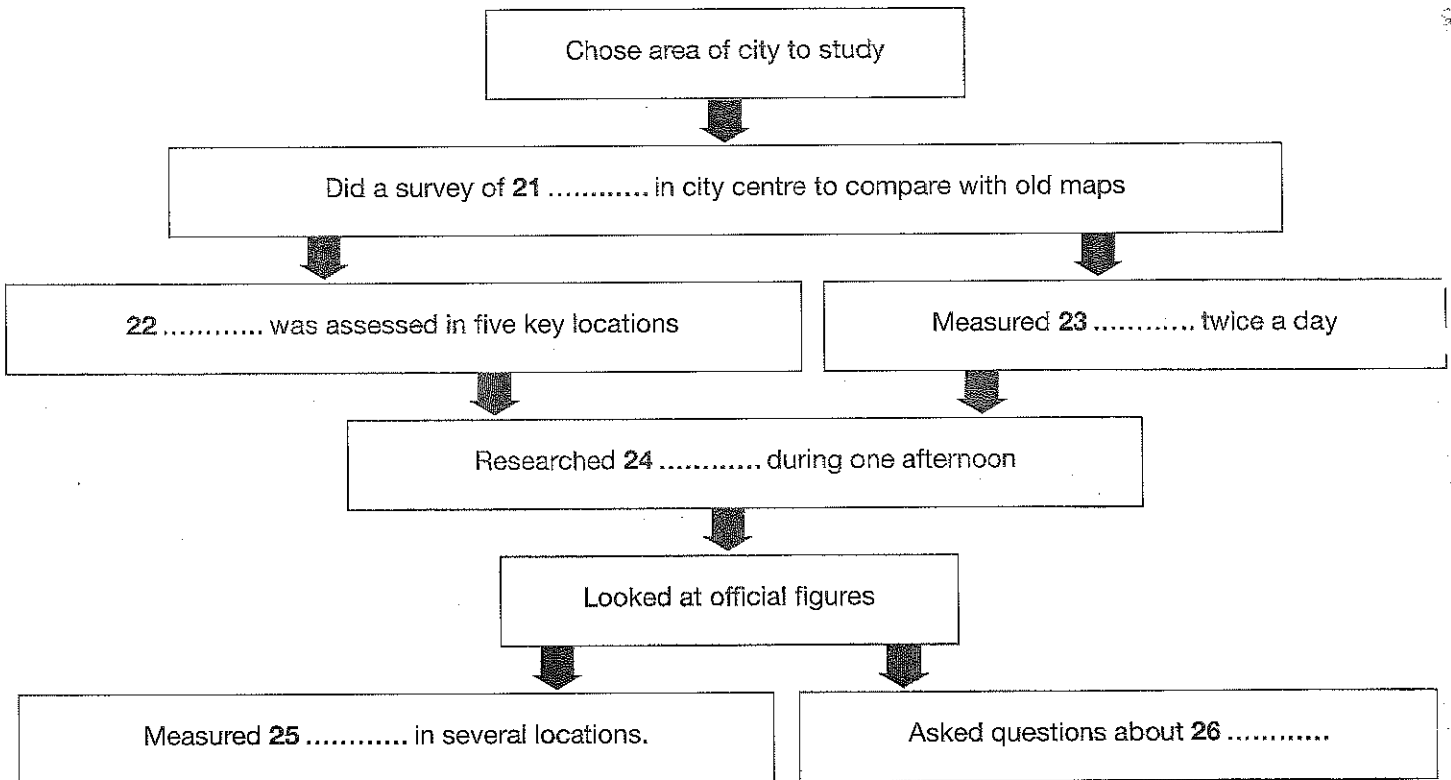 Chose area of city to study
Did a survey of 21 ............ in city centre to compare with old maps
22 ............ was assessed in five key locations
Measured 23 ............ twice a day
Researched 24 ............ during one afternoon
Looked at official figures
Measured 25 ............ in several locations.
Asked questions about 26 ............